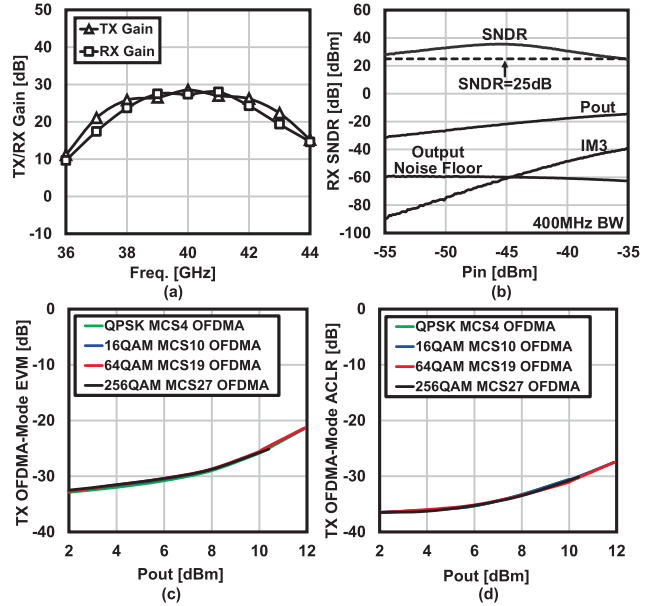 TX/RX Gain [dB]
50
40
30
20
10
0
-10
TX Gain
RX Gain
36
38
40
42
44
Freq. [GHz]
(a)
RX SNDR [dB] [dBm]
60
40
20
0
-20
-40
-60
-80
-100
SNDR
SNDR=25dB
Pout
IM3
Output
Noise Floor
400MHz BW
-55
-50
-45
-40
-35
Pin [dBm]
(b)
TX OFDMA-Mode EVM [dB]
0
-10
-20
-30
-40
QPSK MCS4 OFDMA
16QAM MCS10 OFDMA
64QAM MCS19 OFDMA
256QAM MCS27 OFDMA
2
4
6
8
10
12
Pout [dBm]
(c)
TX OFDMA-Mode ACLR [dB]
0
-10
-20
-30
-40
QPSK MCS4 OFDMA
16QAM MCS10 OFDMA
64QAM MCS19 OFDMA
256QAM MCS27 OFDMA
2
4
6
8
10
12
Pout [dBm]
(d)